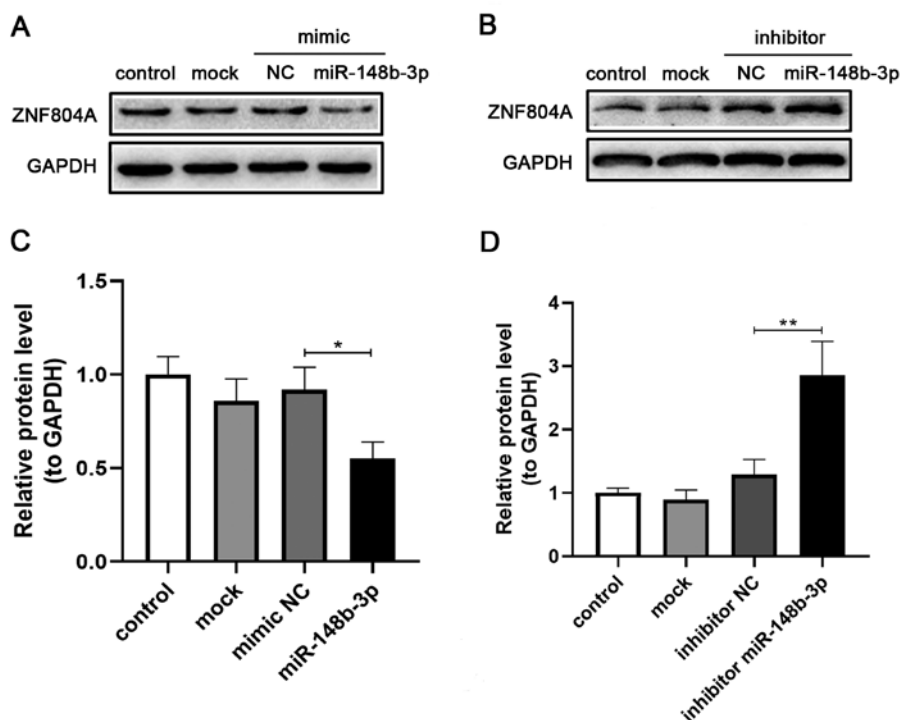 A
mimic
control mock NC miR-148b-3p
ZNF804A
GAPDH
B
inhibitor
control mock NC miR-148b-3p
ZNF804A
GAPDH
C
Relative protein level
(to GAPDH)
1.5
1.0
0.5
0.0
*
control
mock
mimic NC
miR-148b-3p
D
Relative protein level
(to GAPDH)
4
3
2
1
0
**
control
mock
inhibitor NC
inhibitor miR-148b-3p